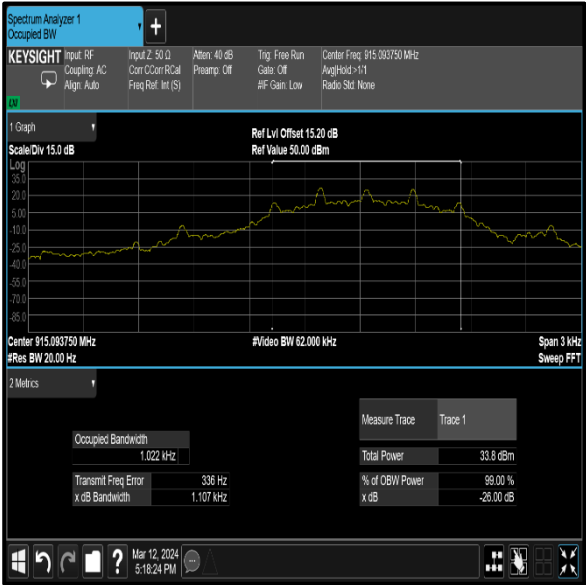 Spectrum Analyzer 1
Occupied BW
+
KEYSIGHT Input: RF Input Z: 50 Ω Atten: 40 dB Trig: Free Run Center Freq: 915.093750 MHz
Coupling: AC Corr CCorr RCal Preamp: Off Gate: Off Avg|Hold:>1/1
Align: Auto Freq Ref: Int (S) #IF Gain: Low Radio Std: None
1 Graph
Ref Lvl Offset 15.20 dB
Scale/Div 15.0 dB Ref Value 50.00 dBm
Log
35.0
20.0
5.00
-10.0
-25.0
-40.0
-55.0
-70.0
-85.0
Center 915.093750 MHz #Video BW 62.000 kHz Span 3 kHz
#Res BW 20.00 Hz Sweep FFT
2 Metrics
Measure Trace Trace 1
Occupied Bandwidth
1.022 kHz
Total Power 33.8 dBm
Transmit Freq Error 336 Hz % of OBW Power 99.00 %
x dB Bandwidth 1.107 kHz x dB -26.00 dB
?
Mar 12, 2024
5:18:24 PM